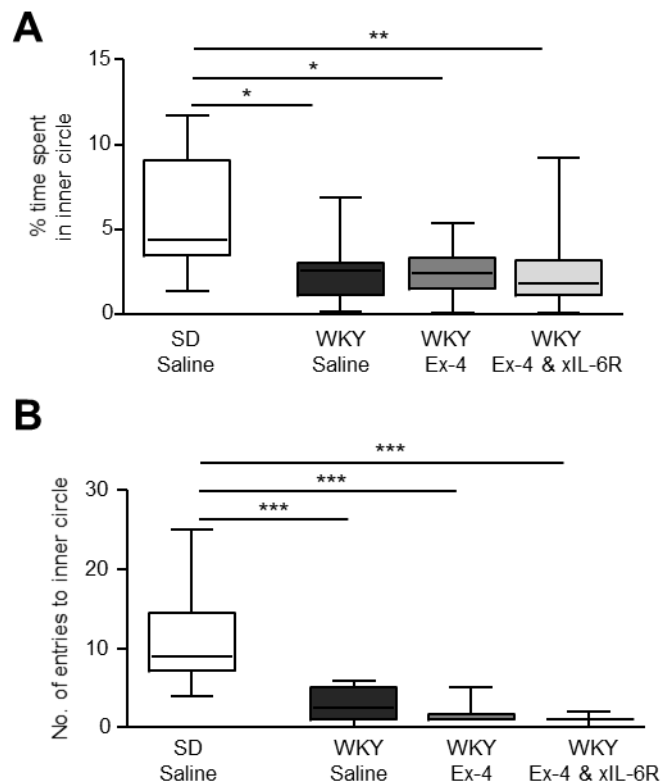 A
**
*
*
15
10
5
0
% time spent
in inner circle
SD
Saline
WKY
Saline
WKY
Ex-4
WKY
Ex-4 & xIL-6R
B
***
***
***
30
20
10
0
No. of entries to inner circle
SD
Saline
WKY
Saline
WKY
Ex-4
WKY
Ex-4 & xIL-6R